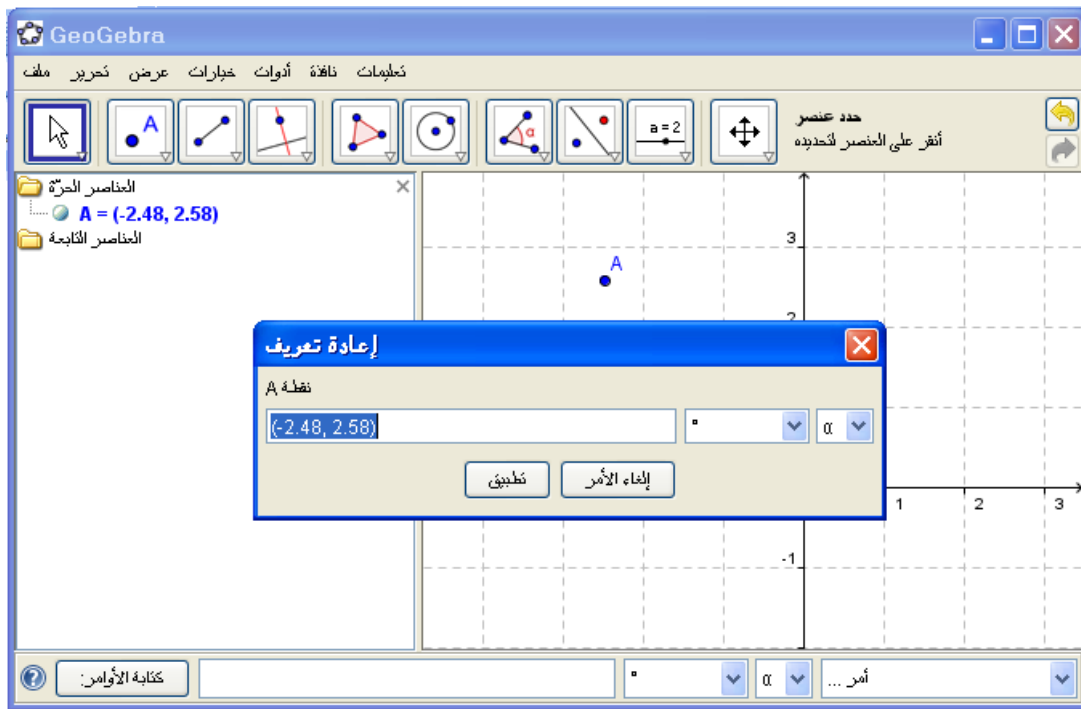 GeoGebra
ملف تحرير عرض خيارات أدوات نافذة تعليمات
A
α
a = 2
حدد عنصر
أنقر على العنصر لتحديده
العناصر الحرّة
A = (-2.48, 2.58)
العناصر التابعة
3
A
2
إعادة تعريف
نقطة A
(-2.48, 2.58)
° α
تطبيق
إلغاء الأمر
1 2 3
-1
كتابة الأوامر:
° α
أمر ...